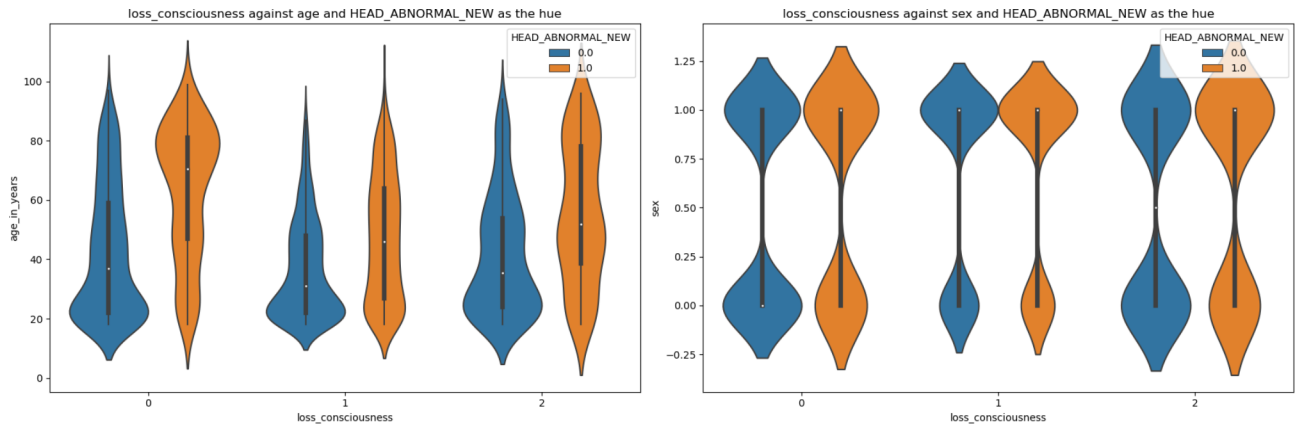 loss_consciousness against age and HEAD_ABNORMAL_NEW as the hue
HEAD_ABNORMAL_NEW
0.0
1.0
100
80
60
40
20
0
age_in_years
0
1
2
loss_consciousness
loss_consciousness against sex and HEAD_ABNORMAL_NEW as the hue
HEAD_ABNORMAL_NEW
0.0
1.0
1.25
1.00
0.75
0.50
0.25
0.00
−0.25
sex
0
1
2
loss_consciousness